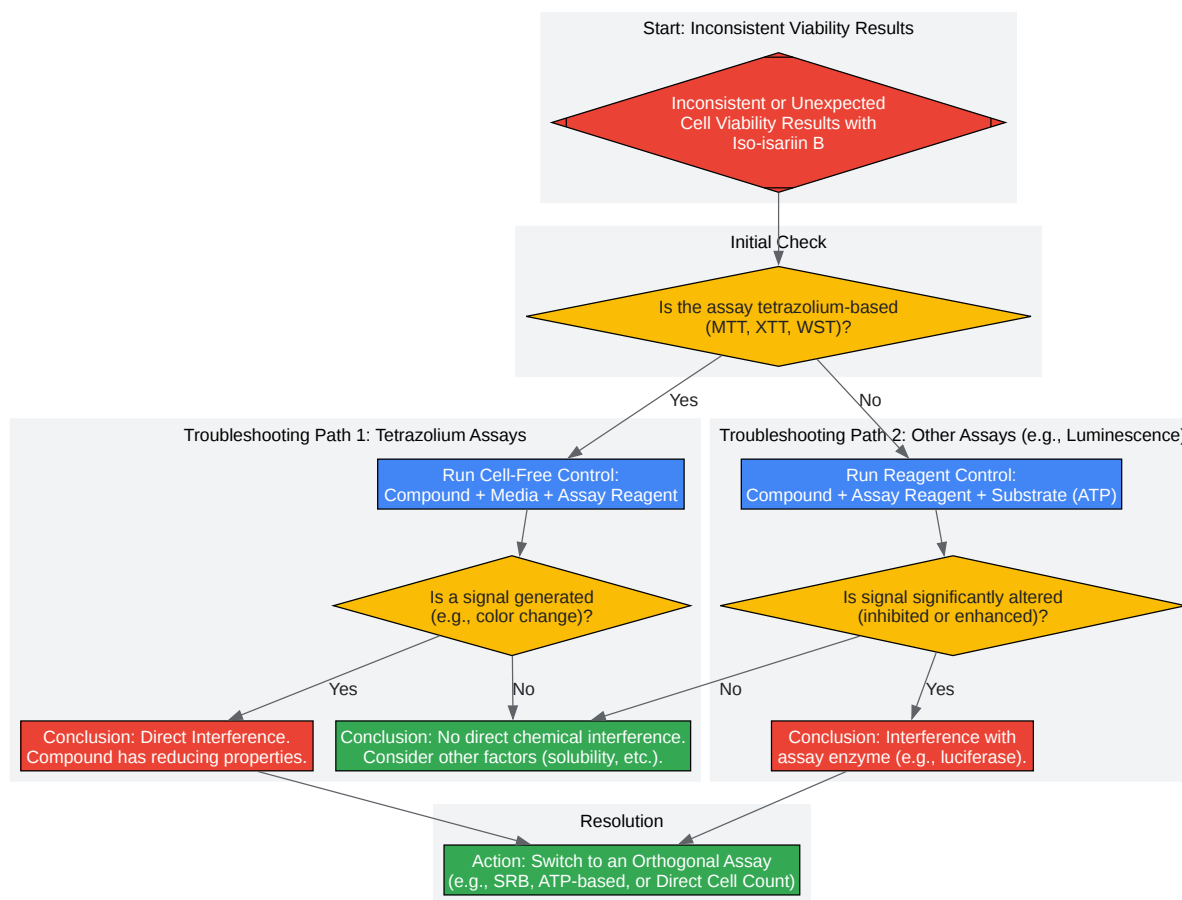 Start: Inconsistent Viability Results
Inconsistent or Unexpected
Cell Viability Results with
Iso-isariin B
Initial Check
Is the assay tetrazolium-based
(MTT, XTT, WST)?
Yes
No
Troubleshooting Path 1: Tetrazolium Assays
Run Cell-Free Control:
Compound + Media + Assay Reagent
Is a signal generated
(e.g., color change)?
Yes
No
Conclusion: Direct Interference.
Compound has reducing properties.
Conclusion: No direct chemical interference.
Consider other factors (solubility, etc.).
Troubleshooting Path 2: Other Assays (e.g., Luminescence)
Run Reagent Control:
Compound + Assay Reagent + Substrate (ATP)
Is signal significantly altered
(inhibited or enhanced)?
No
Yes
Conclusion: Interference with
assay enzyme (e.g., luciferase).
Resolution
Action: Switch to an Orthogonal Assay
(e.g., SRB, ATP-based, or Direct Cell Count)